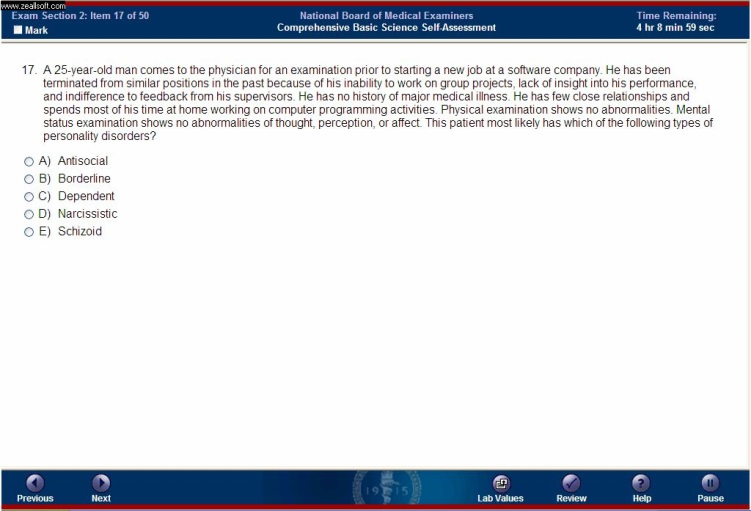 www.zeallsoft.com
Exam Section 2: Item 17 of 50
National Board of Medical Examiners
Time Remaining:
Mark
Comprehensive Basic Science Self-Assessment
4 hr 8 min 59 sec
17. A 25-year-old man comes to the physician for an examination prior to starting a new job at a software company. He has been
terminated from similar positions in the past because of his inability to work on group projects, lack of insight into his performance,
and indifference to feedback from his supervisors. He has no history of major medical illness. He has few close relationships and
spends most of his time at home working on computer programming activities. Physical examination shows no abnormalities. Mental
status examination shows no abnormalities of thought, perception, or affect. This patient most likely has which of the following types of
personality disorders?
A) Antisocial
B) Borderline
C) Dependent
D) Narcissistic
E) Schizoid
1915
Previous
Next
Lab Values
Review
Help
Pause